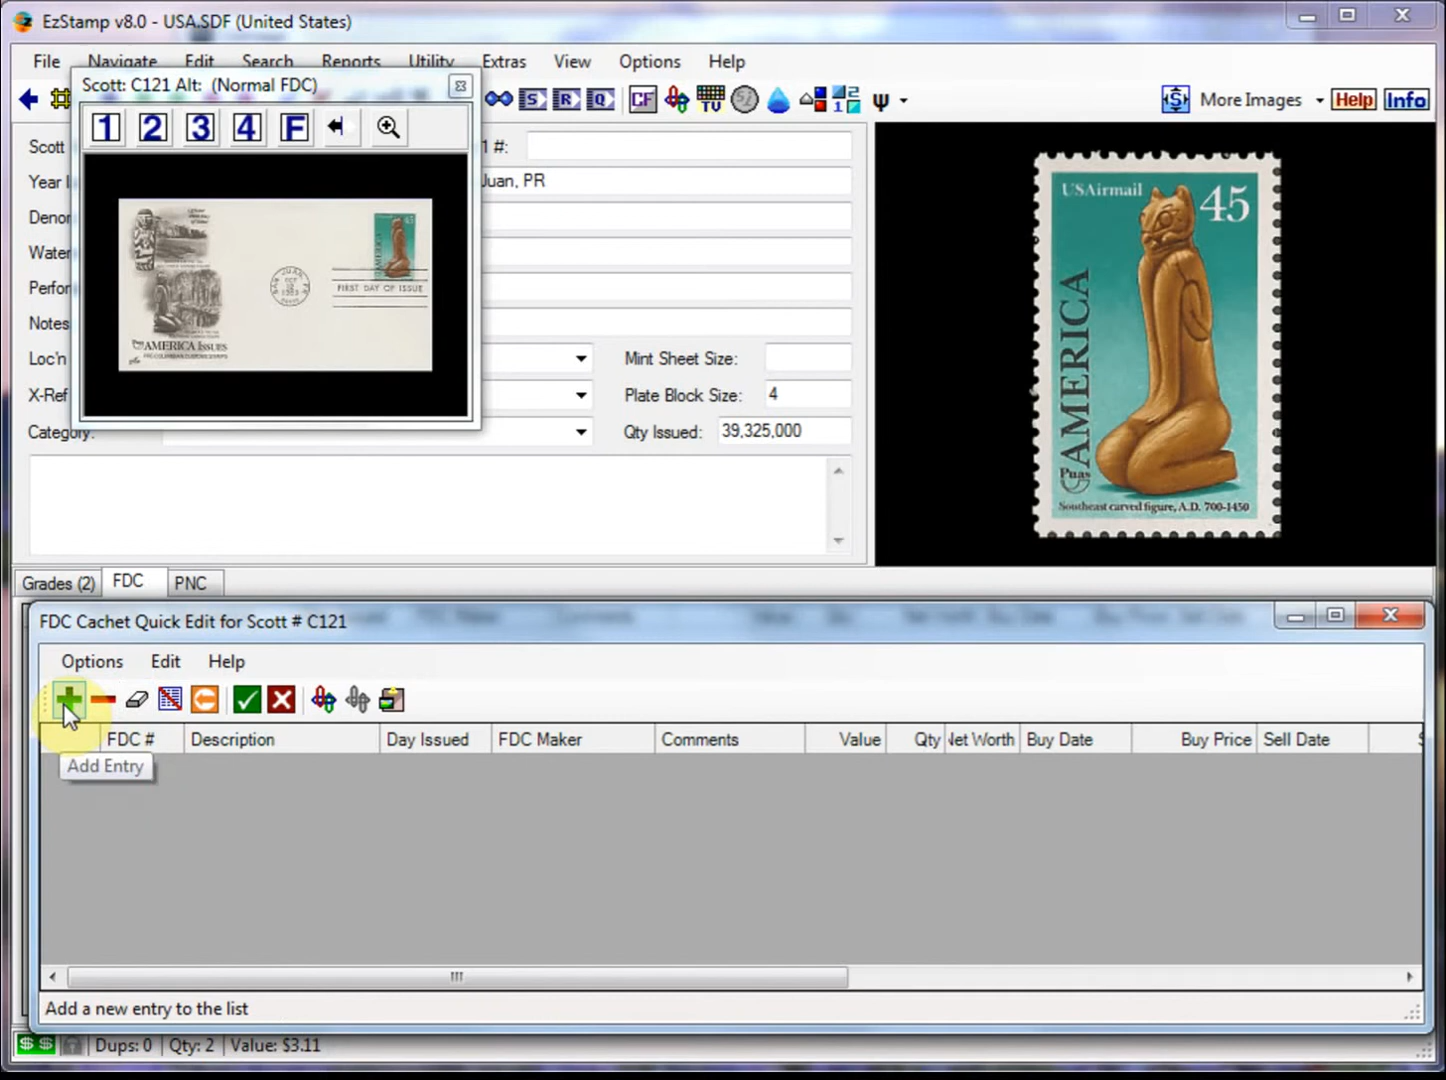 EzStamp v8.0 - USA.SDF (United States)
File Navigate Edit Search Reports Utility Extras View Options Help
Scott: C121 Alt: (Normal FDC)
S R Q CF TV More Images Help Info
1 2 3 4 F
Scott 1 #:
Year I Juan, PR
Denor
Water
Perfor
Notes
Loc'n Mint Sheet Size:
X-Ref Plate Block Size: 4
Category: Qty Issued: 39,325,000
45
AMERICA
FIRST DAY OF ISSUE
AMERICA ISSUES
USAirmail 45
AMERICA
Puas
Southeast carved figure, A.D. 700-1450
Grades (2) FDC PNC
FDC Cachet Quick Edit for Scott # C121
Options Edit Help
FDC # Description Day Issued FDC Maker Comments Value Qty Net Worth Buy Date Buy Price Sell Date
Add Entry
Add a new entry to the list
$ $ Dups: 0 Qty: 2 Value: $3.11